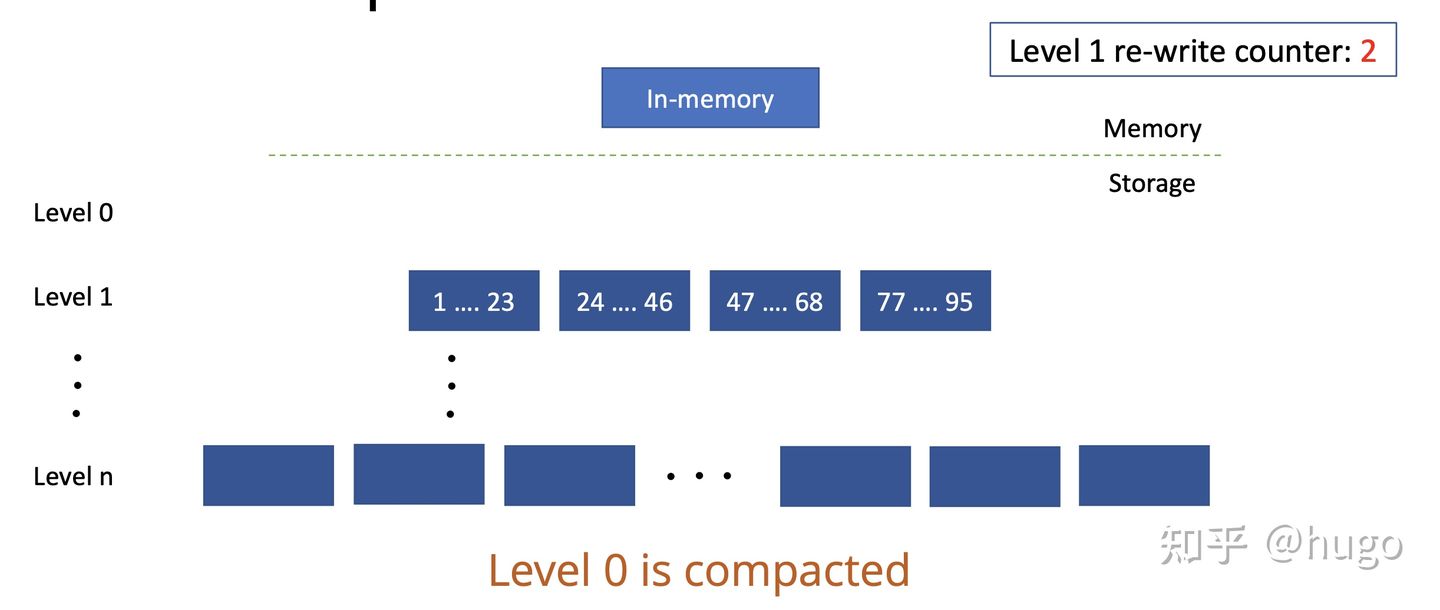 Level 1 re-write counter: 2
In-memory
Memory
Storage
Level 0
Level 1
1 .... 23
24 .... 46
47 .... 68
77 .... 95
Level n
Level 0 is compacted
知乎 @hugo